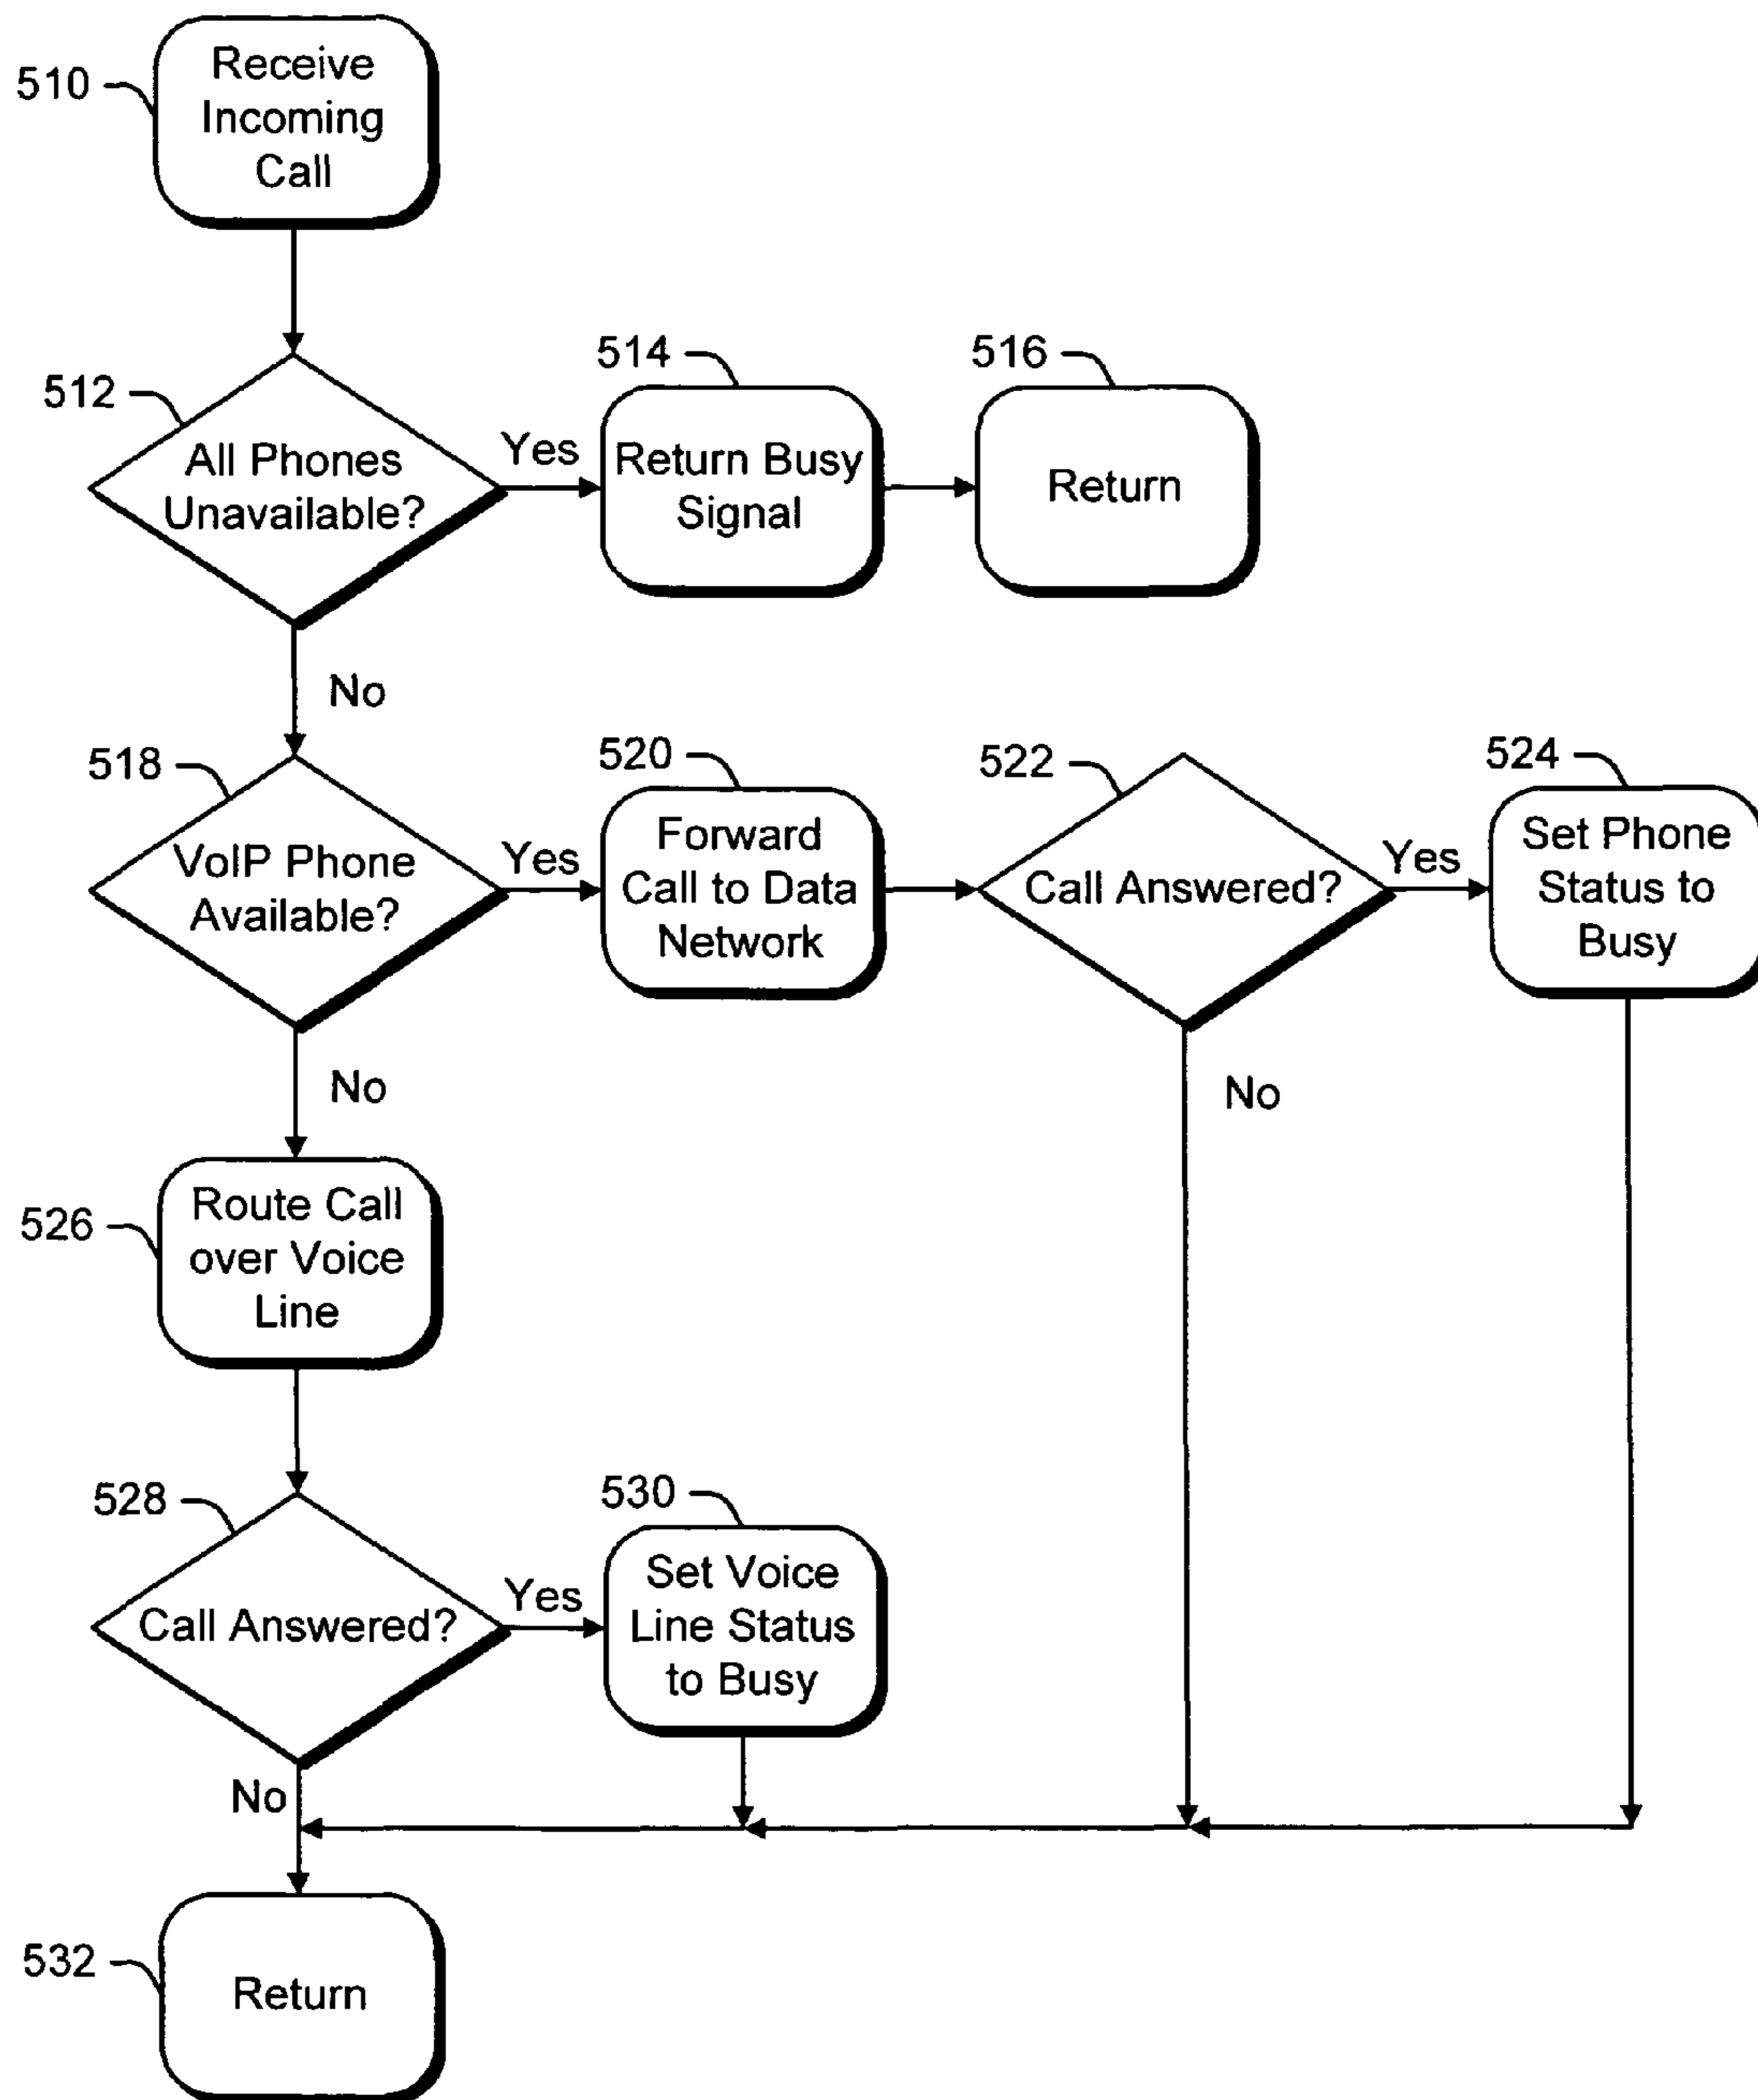 510
Receive
Incoming
Call
512
All Phones
Unavailable?
Yes
514
Return Busy
Signal
516
Return
No
518
VoIP Phone
Available?
Yes
520
Forward
Call to Data
Network
522
Call Answered?
Yes
524
Set Phone
Status to
Busy
No
No
526
Route Call
over Voice
Line
528
Call Answered?
Yes
530
Set Voice
Line Status
to Busy
No
532
Return